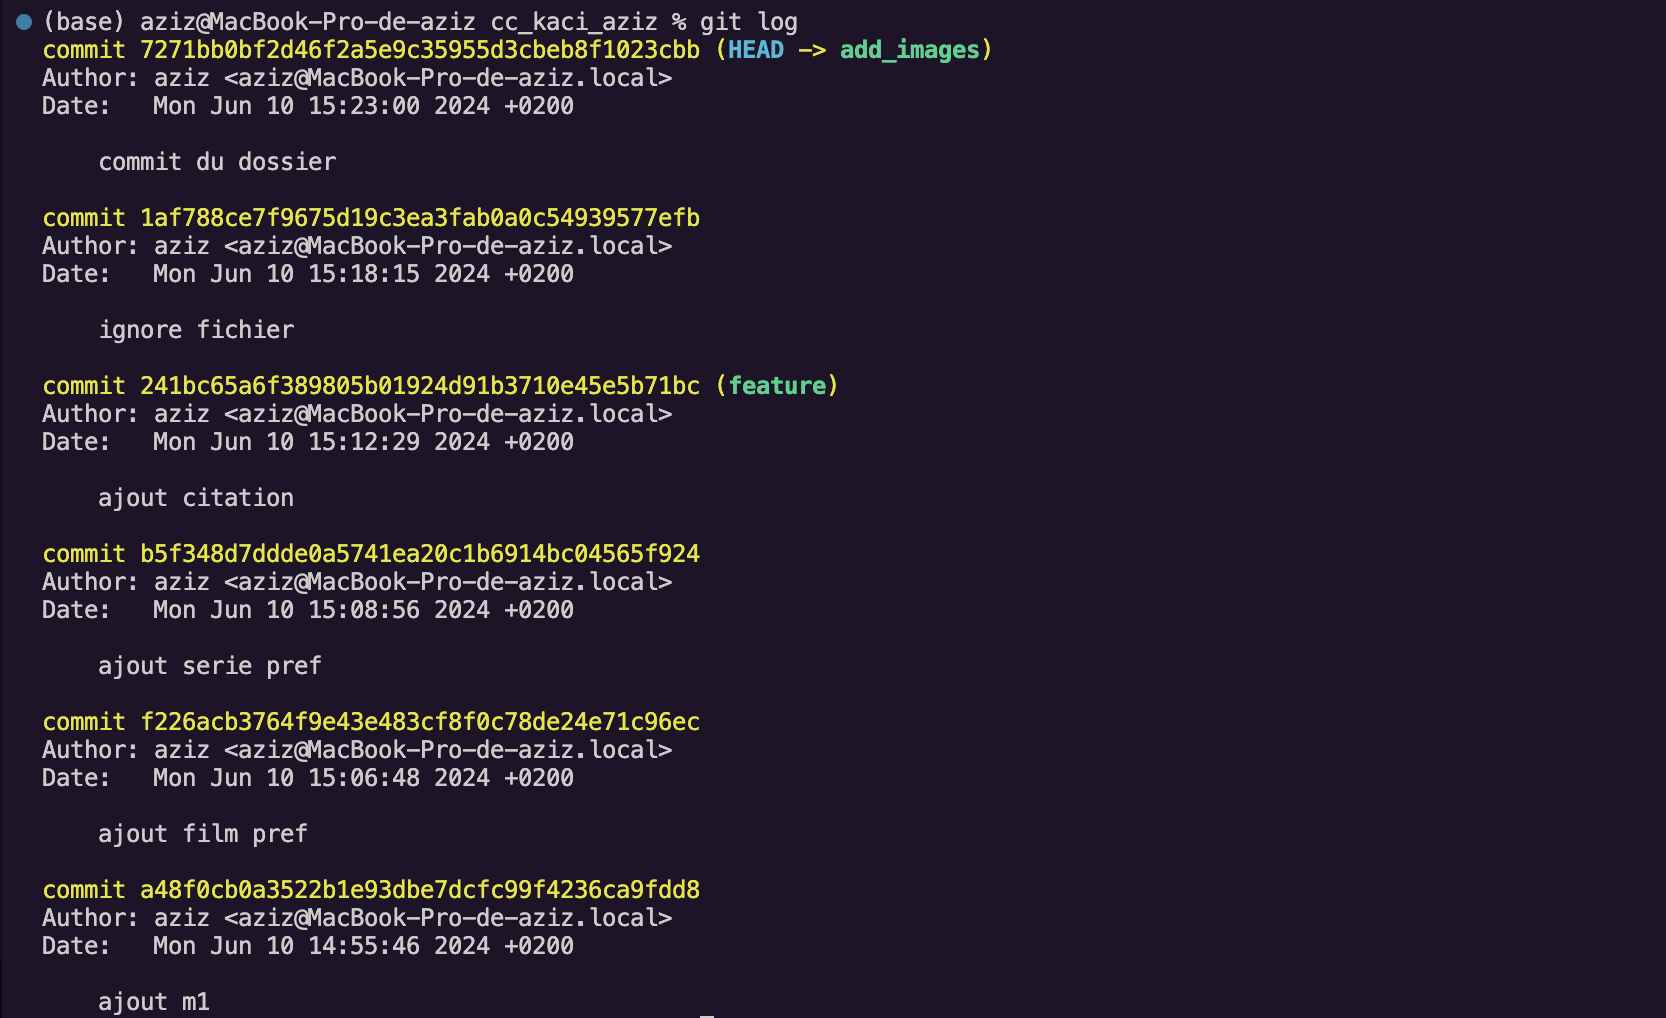 (base) aziz@MacBook-Pro-de-aziz cc_kaci_aziz % git log
commit 7271bb0bf2d46f2a5e9c35955d3cbeb8f1023cbb (HEAD -> add_images)
Author: aziz <aziz@MacBook-Pro-de-aziz.local>
Date:   Mon Jun 10 15:23:00 2024 +0200
commit du dossier
commit 1af788ce7f9675d19c3ea3fab0a0c54939577efb
Author: aziz <aziz@MacBook-Pro-de-aziz.local>
Date:   Mon Jun 10 15:18:15 2024 +0200
ignore fichier
commit 241bc65a6f389805b01924d91b3710e45e5b71bc (feature)
Author: aziz <aziz@MacBook-Pro-de-aziz.local>
Date:   Mon Jun 10 15:12:29 2024 +0200
ajout citation
commit b5f348d7ddde0a5741ea20c1b6914bc04565f924
Author: aziz <aziz@MacBook-Pro-de-aziz.local>
Date:   Mon Jun 10 15:08:56 2024 +0200
ajout serie pref
commit f226acb3764f9e43e483cf8f0c78de24e71c96ec
Author: aziz <aziz@MacBook-Pro-de-aziz.local>
Date:   Mon Jun 10 15:06:48 2024 +0200
ajout film pref
commit a48f0cb0a3522b1e93dbe7dcfc99f4236ca9fdd8
Author: aziz <aziz@MacBook-Pro-de-aziz.local>
Date:   Mon Jun 10 14:55:46 2024 +0200
ajout m1